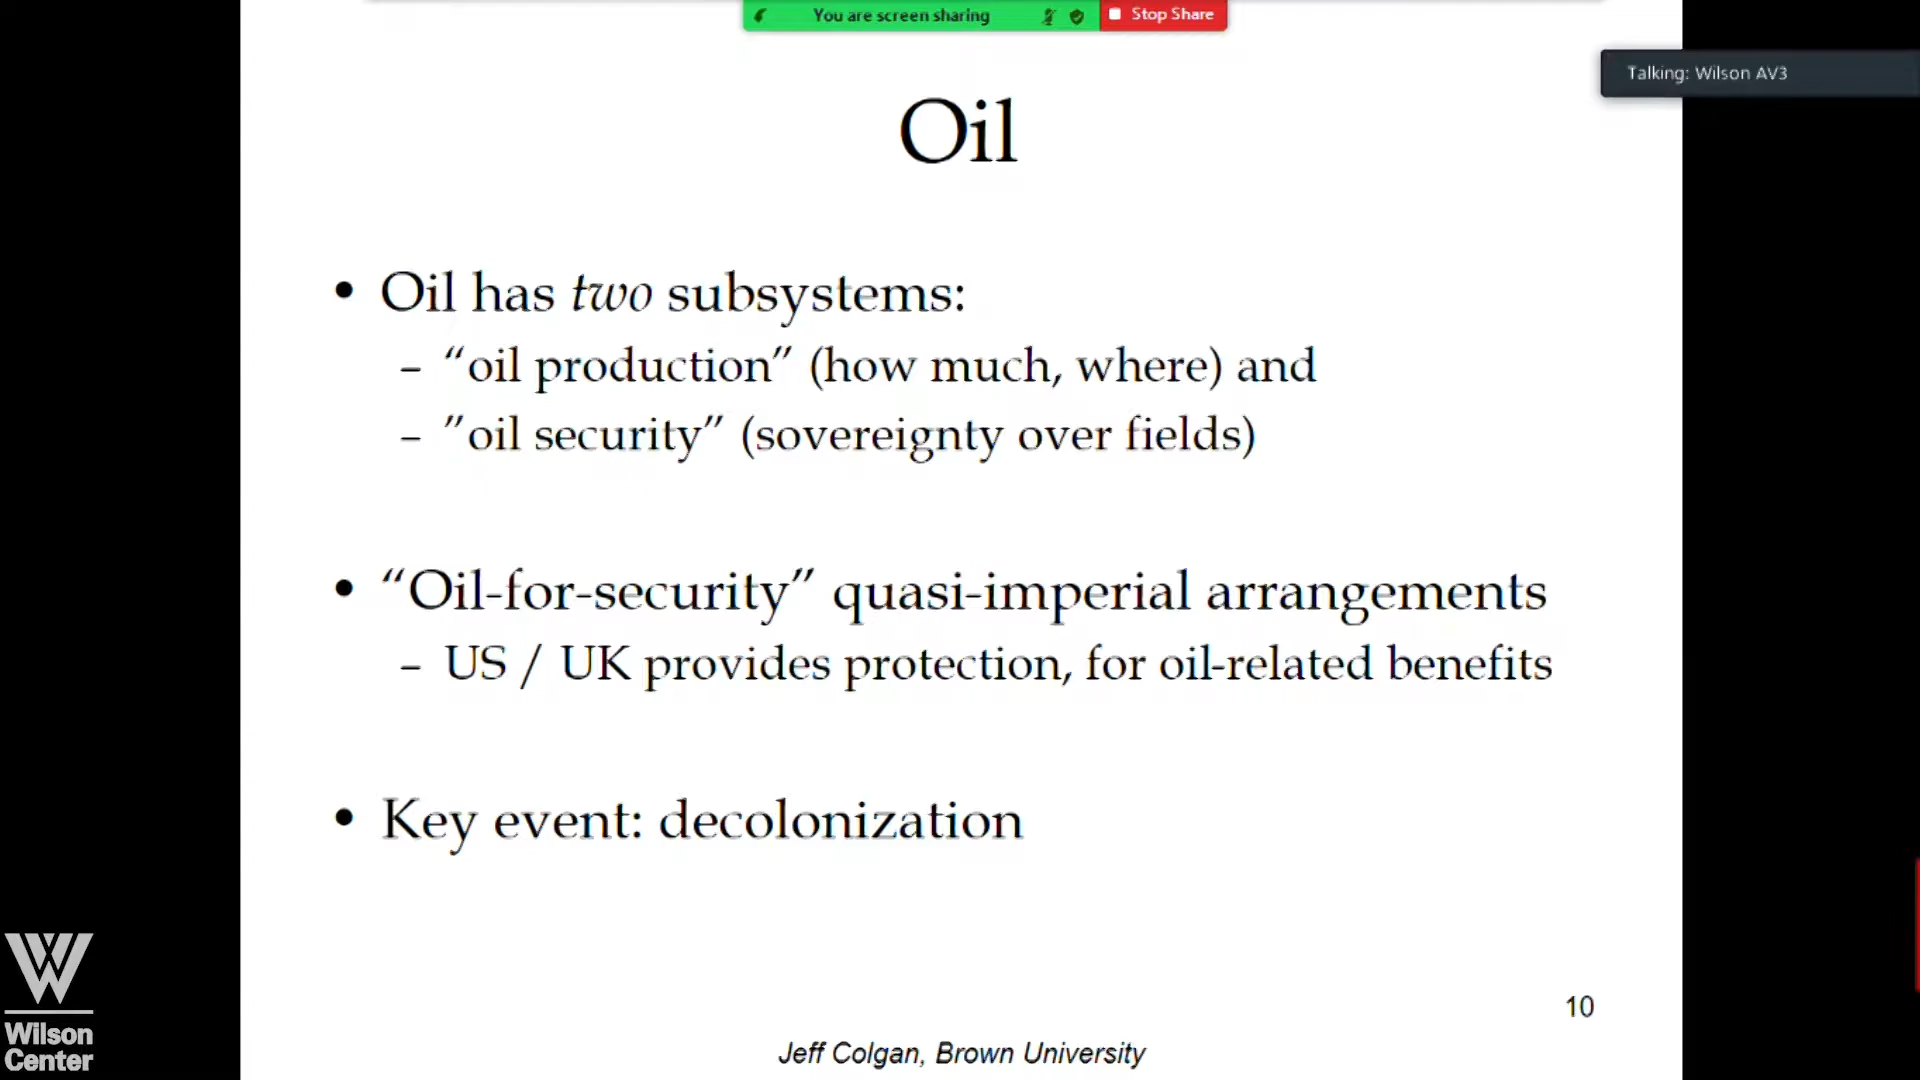 You are screen sharing
Stop Share
Talking: Wilson AV3
Oil
• Oil has two subsystems:
– “oil production” (how much, where) and
– ”oil security” (sovereignty over fields)
• “Oil-for-security” quasi-imperial arrangements
– US / UK provides protection, for oil-related benefits
• Key event: decolonization
10
Jeff Colgan, Brown University
Wilson
Center